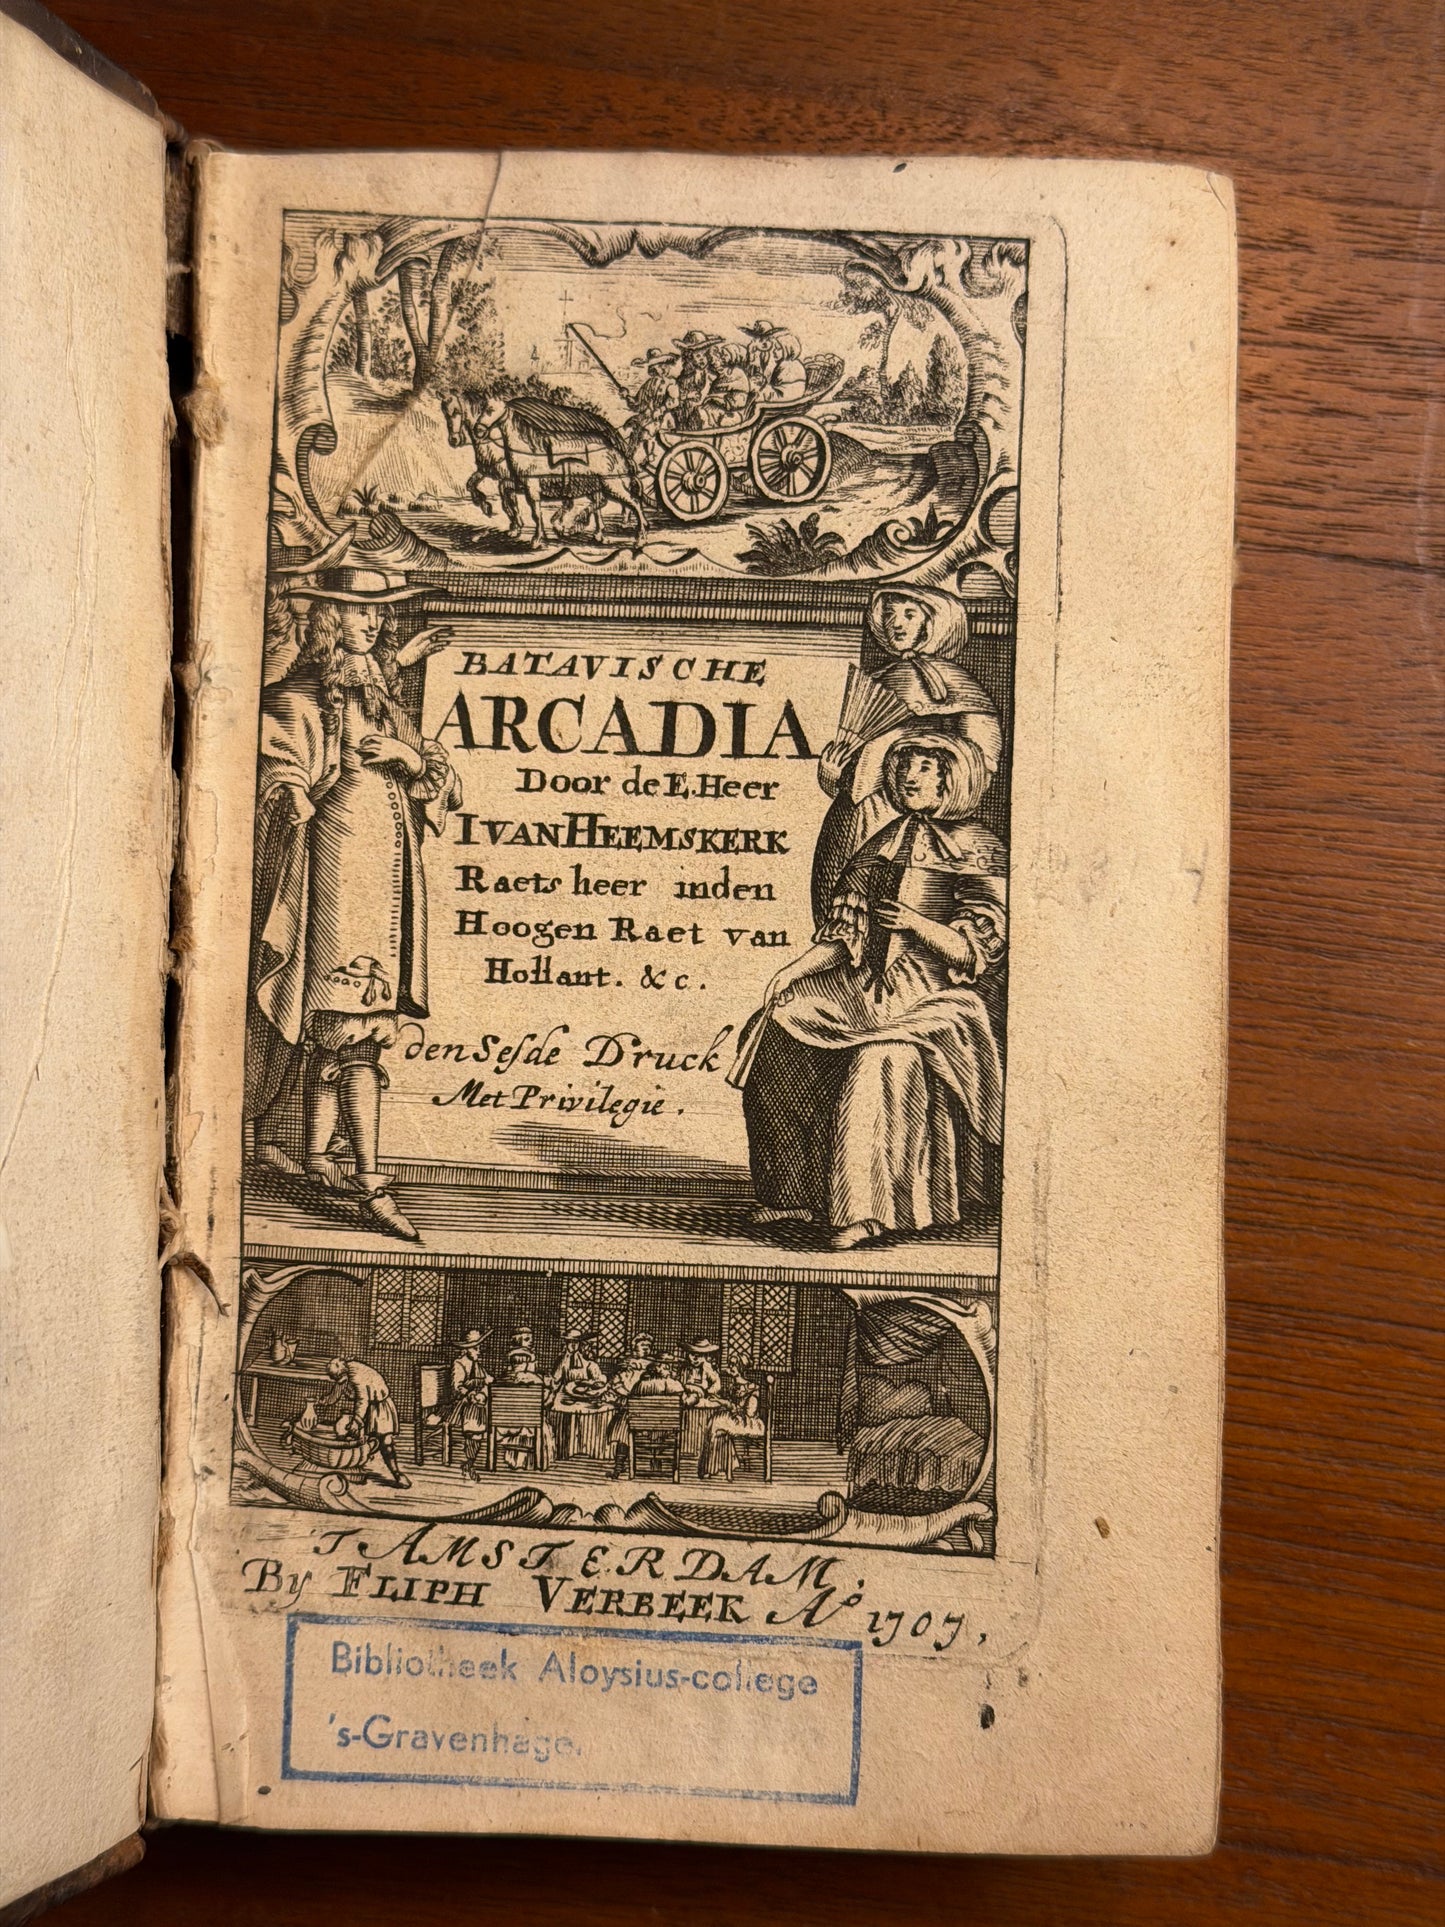 BATAVISCHE
ARCADIA
Door de E. Heer
I VAN HEEMSKERK
Raets heer inden
Hoogen Raet van
Hollant. &c.
den Sesde Druck
Met Privilegie.
T AMSTERDAM,
By FLIPH VERBEEK Aº 1707,
Bibliotheek Aloysius-college
's-Gravenhage.